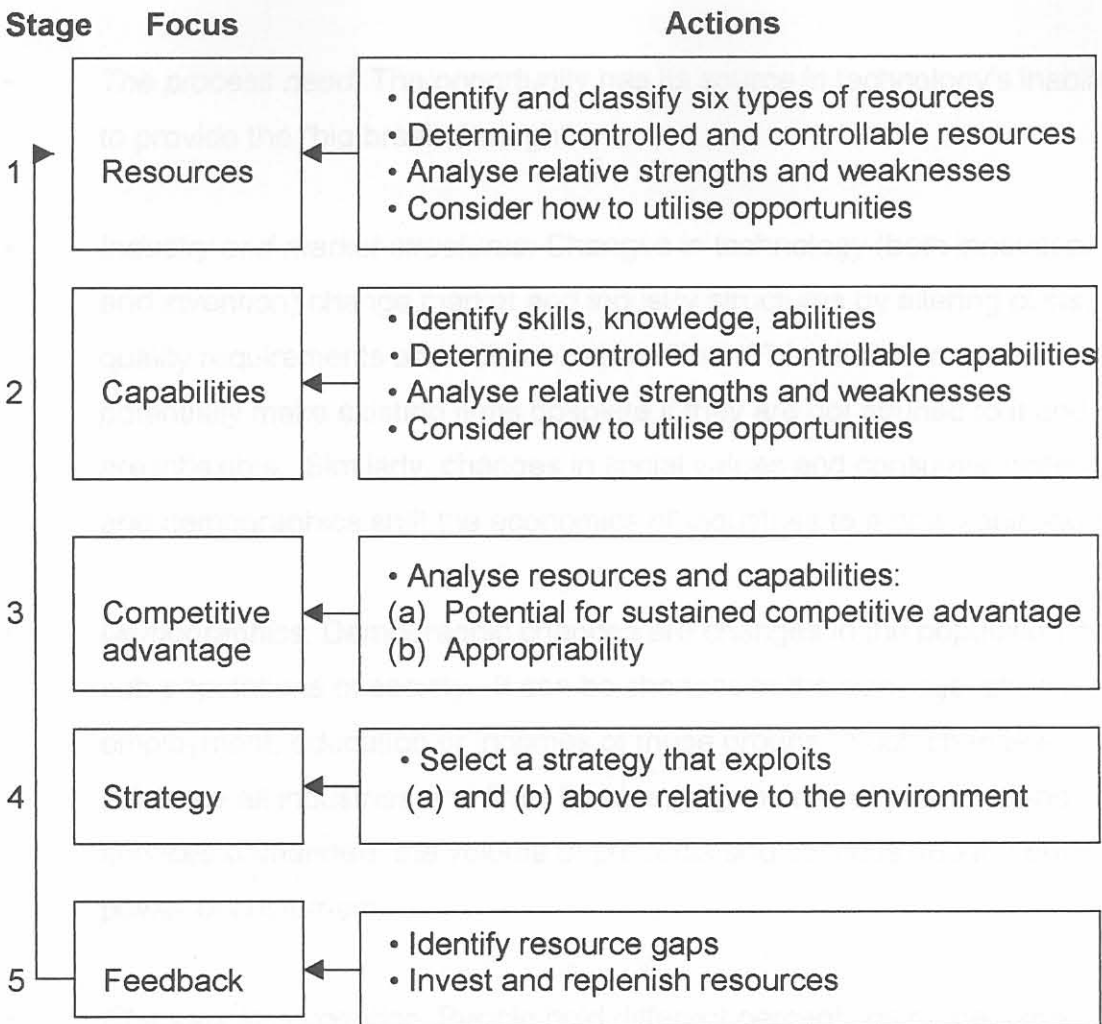 Stage Focus Actions
• Identify and classify six types of resources
• Determine controlled and controllable resources
1 Resources
• Analyse relative strengths and weaknesses
• Consider how to utilise opportunities
• Identify skills, knowledge, abilities
• Determine controlled and controllable capabilities
2 Capabilities
• Analyse relative strengths and weaknesses
• Consider how to utilise opportunities
3 Competitive
advantage
• Analyse resources and capabilities:
(a) Potential for sustained competitive advantage
(b) Appropriability
4 Strategy
• Select a strategy that exploits
(a) and (b) above relative to the environment
5 Feedback
• Identify resource gaps
• Invest and replenish resources